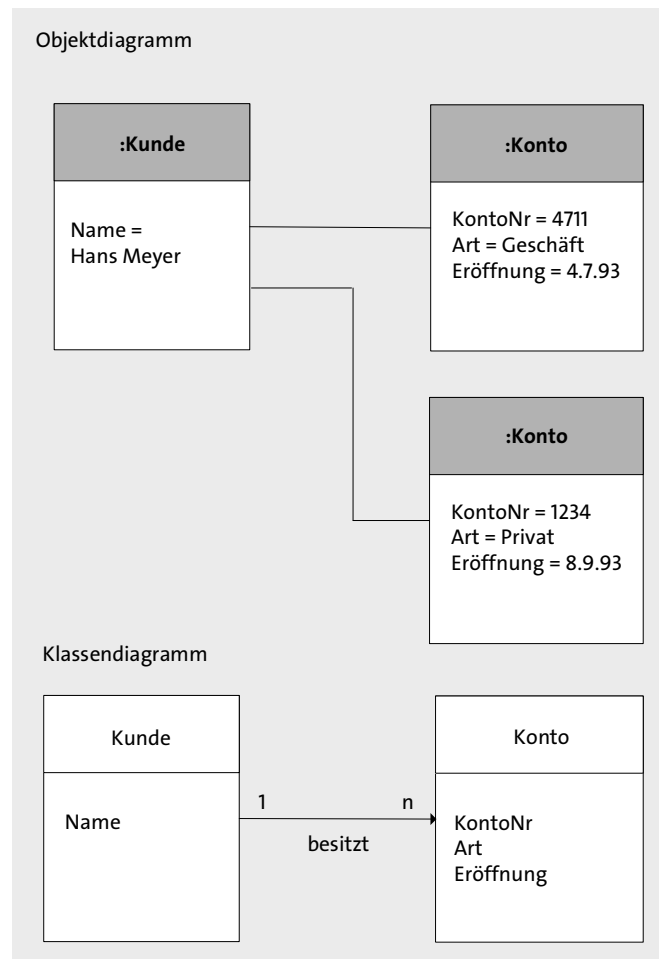 Objektdiagramm
:Kunde
Name =
Hans Meyer
:Konto
KontoNr = 4711
Art = Geschäft
Eröffnung = 4.7.93
:Konto
KontoNr = 1234
Art = Privat
Eröffnung = 8.9.93
Klassendiagramm
Kunde
Name
1
n
besitzt
Konto
KontoNr
Art
Eröffnung